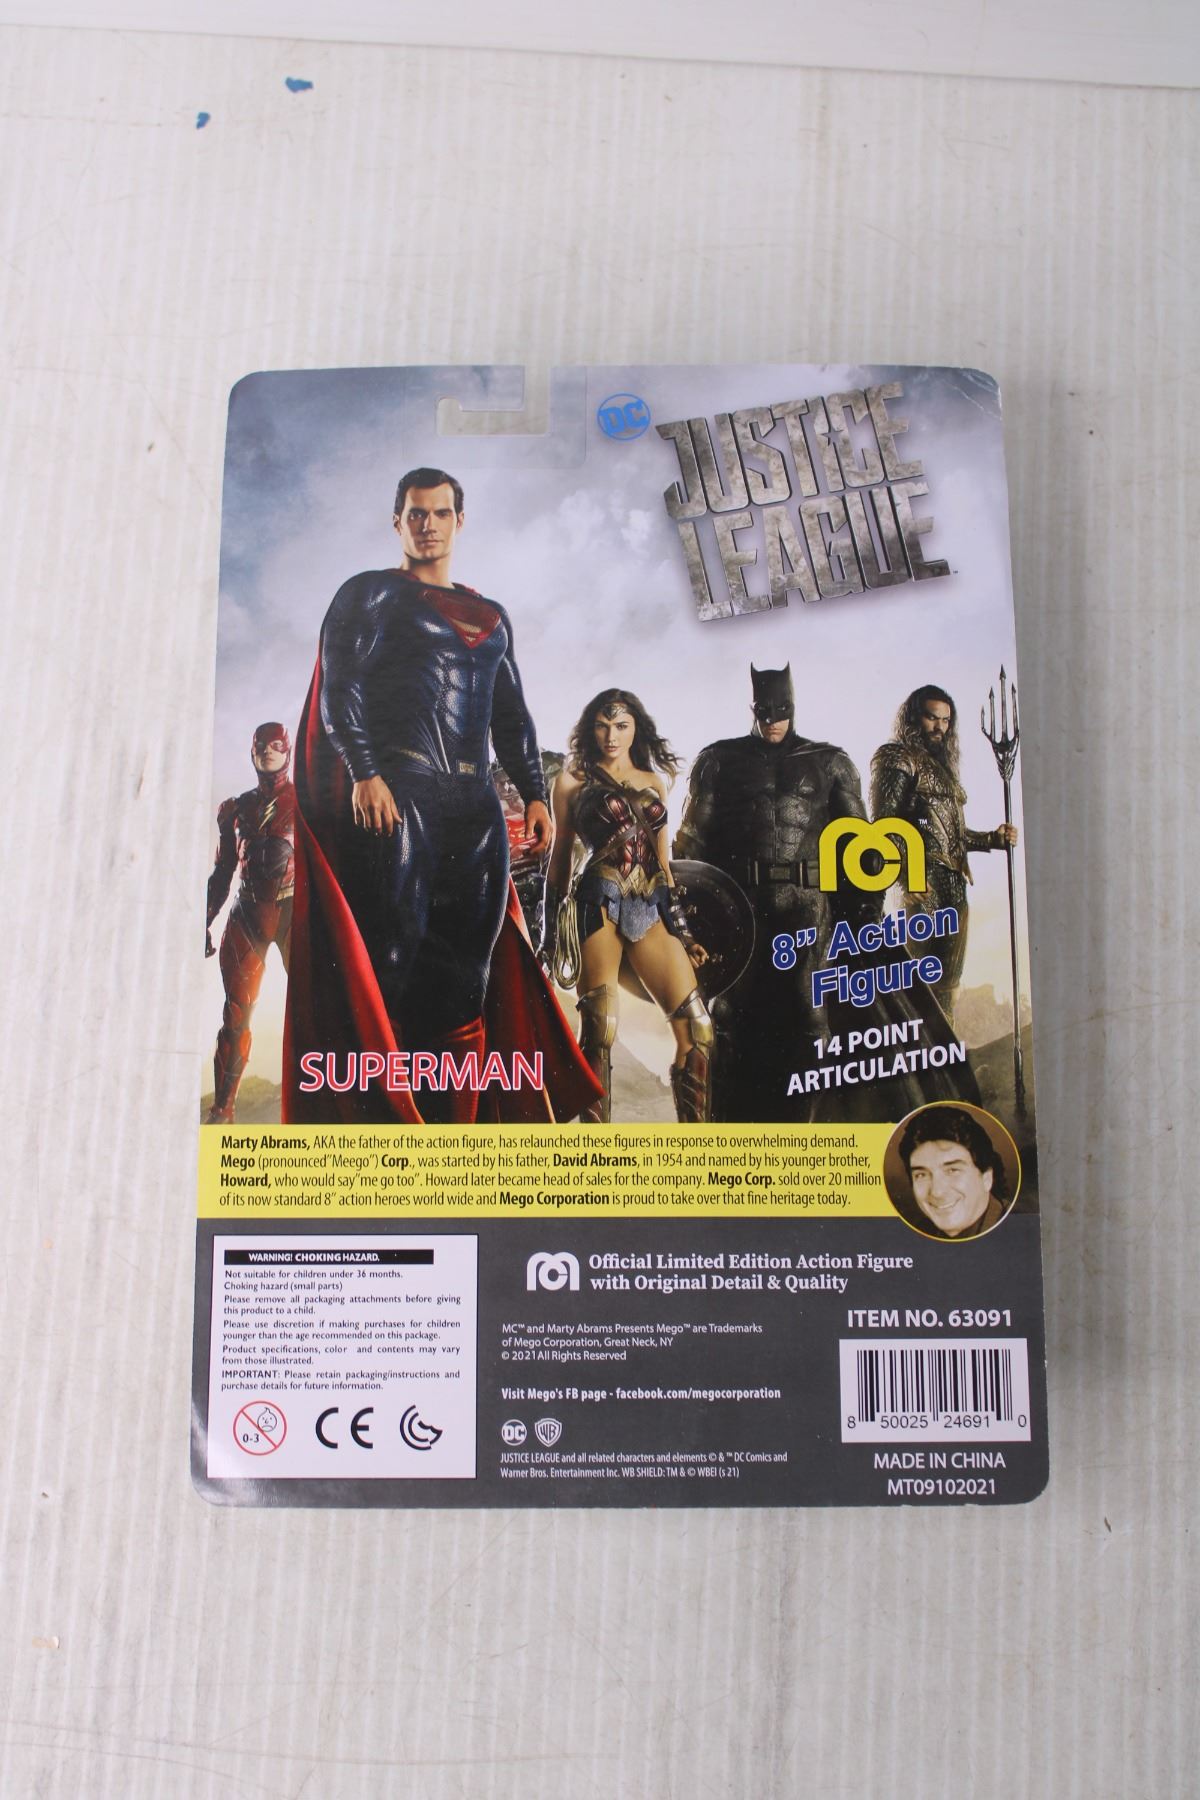 DC
JUSTICE
LEAGUE
™
8” Action
Figure
14 POINT
ARTICULATION
SUPERMAN
Marty Abrams, AKA the father of the action figure, has relaunched these figures in response to overwhelming demand.
Mego (pronounced"Meego") Corp., was started by his father, David Abrams, in 1954 and named by his younger brother,
Howard, who would say"me go too". Howard later became head of sales for the company. Mego Corp. sold over 20 million
of its now standard 8" action heroes world wide and Mego Corporation is proud to take over that fine heritage today.
WARNING! CHOKING HAZARD.
Not suitable for children under 36 months.
Choking hazard (small parts)
Please remove all packaging attachments before giving
this product to a child.
Please use discretion if making purchases for children
younger than the age recommended on this package.
Product specifications, color and contents may vary
from those illustrated.
IMPORTANT: Please retain packaging/instructions and
purchase details for future information.
0-3
CE
Official Limited Edition Action Figure
with Original Detail & Quality
MC™ and Marty Abrams Presents Mego™ are Trademarks
of Mego Corporation, Great Neck, NY
© 2021 All Rights Reserved
Visit Mego's FB page - facebook.com/megocorporation
DC WB
JUSTICE LEAGUE and all related characters and elements © & ™ DC Comics and
Warner Bros. Entertainment Inc. WB SHIELD: TM & © WBEI (s 21)
ITEM NO. 63091
8 50025 24691 0
MADE IN CHINA
MT09102021